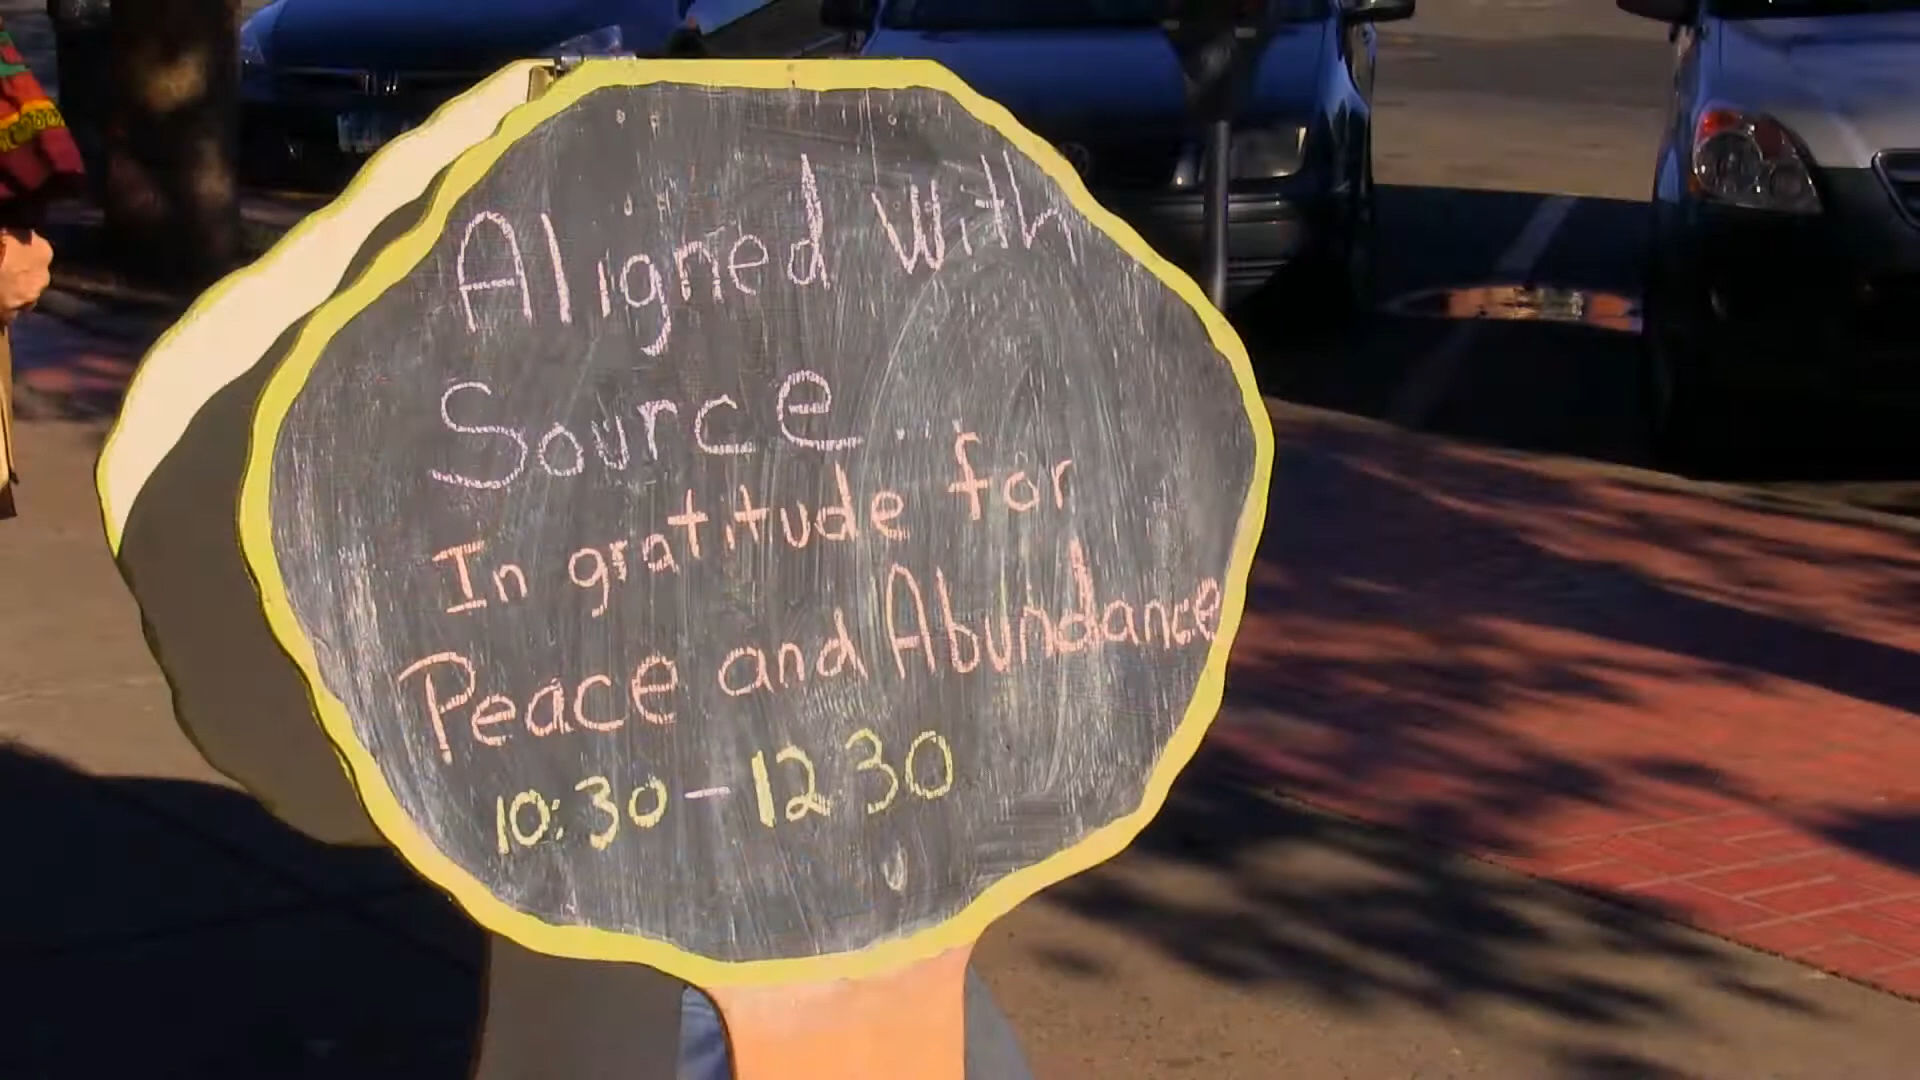 Aligned With
Source...
In gratitude for
Peace and Abundance
10:30 - 12 30